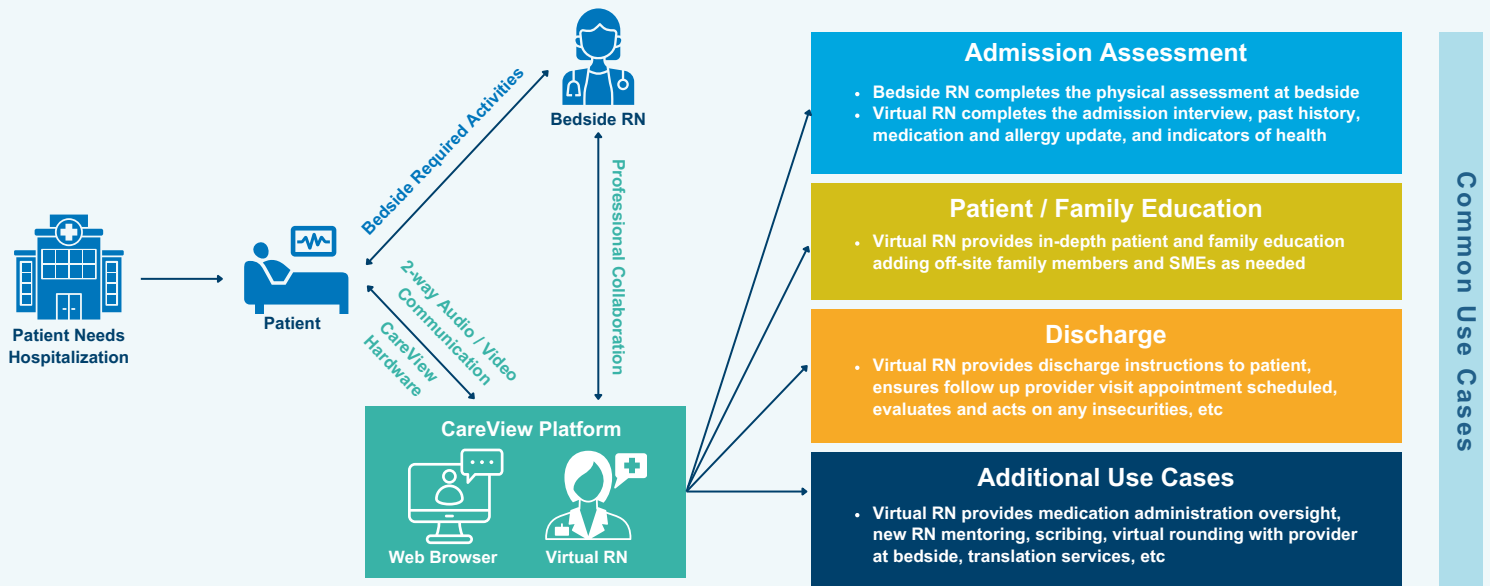 Patient Needs
Hospitalization
Patient
Bedside Required Activities
Bedside RN
2-way Audio / Video
Communication
CareView
Hardware
Professional Collaboration
CareView Platform
Web Browser
Virtual RN
Admission Assessment
• Bedside RN completes the physical assessment at bedside
• Virtual RN completes the admission interview, past history,
medication and allergy update, and indicators of health
Patient / Family Education
• Virtual RN provides in-depth patient and family education
adding off-site family members and SMEs as needed
Discharge
• Virtual RN provides discharge instructions to patient,
ensures follow up provider visit appointment scheduled,
evaluates and acts on any insecurities, etc
Additional Use Cases
• Virtual RN provides medication administration oversight,
new RN mentoring, scribing, virtual rounding with provider
at bedside, translation services, etc
Common Use Cases